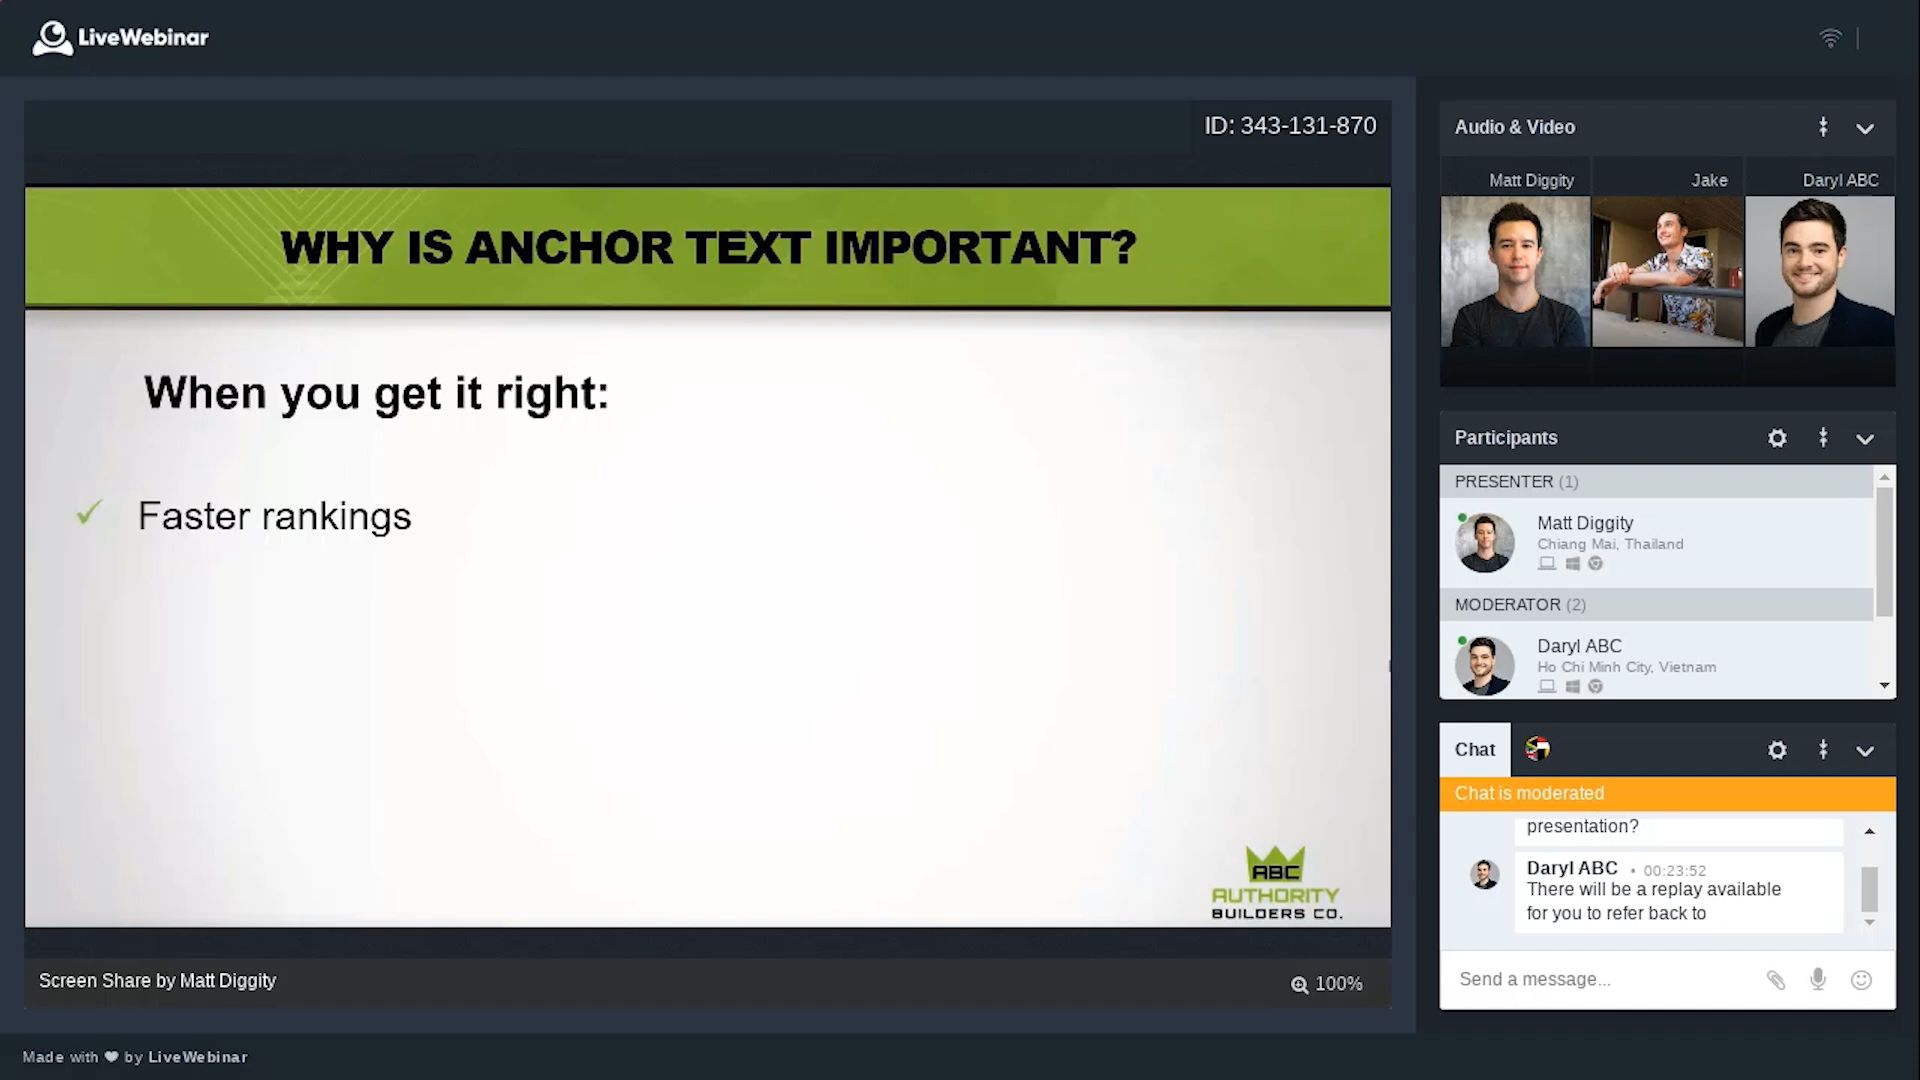 LiveWebinar
ID: 343-131-870
WHY IS ANCHOR TEXT IMPORTANT?
When you get it right:
Faster rankings
ABC
AUTHORITY
BUILDERS CO.
Screen Share by Matt Diggity
100%
Audio & Video
Matt Diggity
Jake
Daryl ABC
Participants
PRESENTER (1)
Matt Diggity
Chiang Mai, Thailand
MODERATOR (2)
Daryl ABC
Ho Chi Minh City, Vietnam
Chat
Chat is moderated
presentation?
Daryl ABC • 00:23:52
There will be a replay available
for you to refer back to
Send a message...
Made with ❤ by LiveWebinar